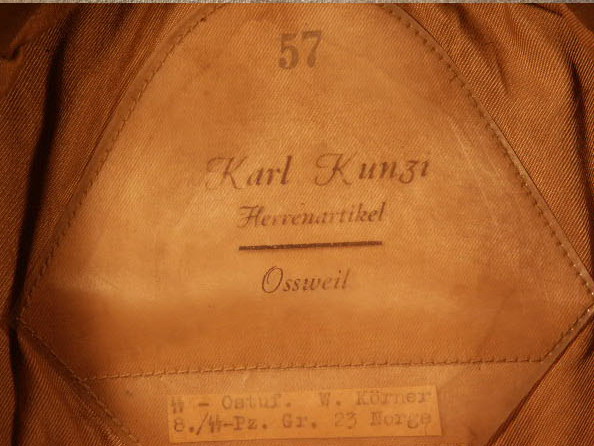 57
Karl Kunzi
Herrenartikel
Ossweil
ᛋᛋ - Ostuf. W. Körner
8./ᛋᛋ-Pz. Gr. 23 Norge